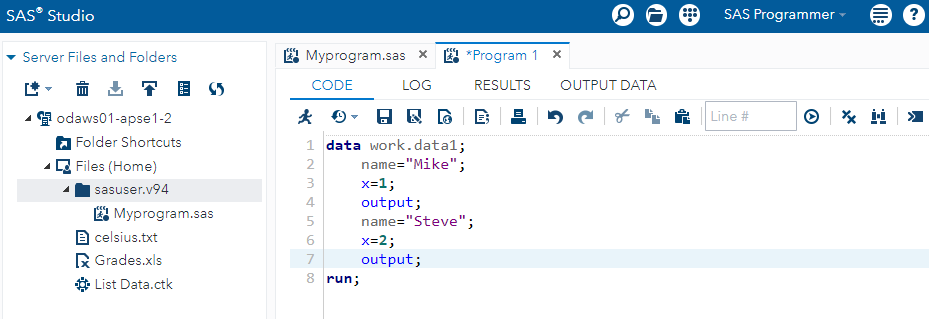 SAS® Studio
SAS Programmer
Server Files and Folders
odaws01-apse1-2
Folder Shortcuts
Files (Home)
sasuser.v94
Myprogram.sas
celsius.txt
Grades.xls
List Data.ctk
Myprogram.sas
*Program 1
CODE LOG RESULTS OUTPUT DATA
Line #
1 data work.data1;
2 name="Mike";
3 x=1;
4 output;
5 name="Steve";
6 x=2;
7 output;
8 run;